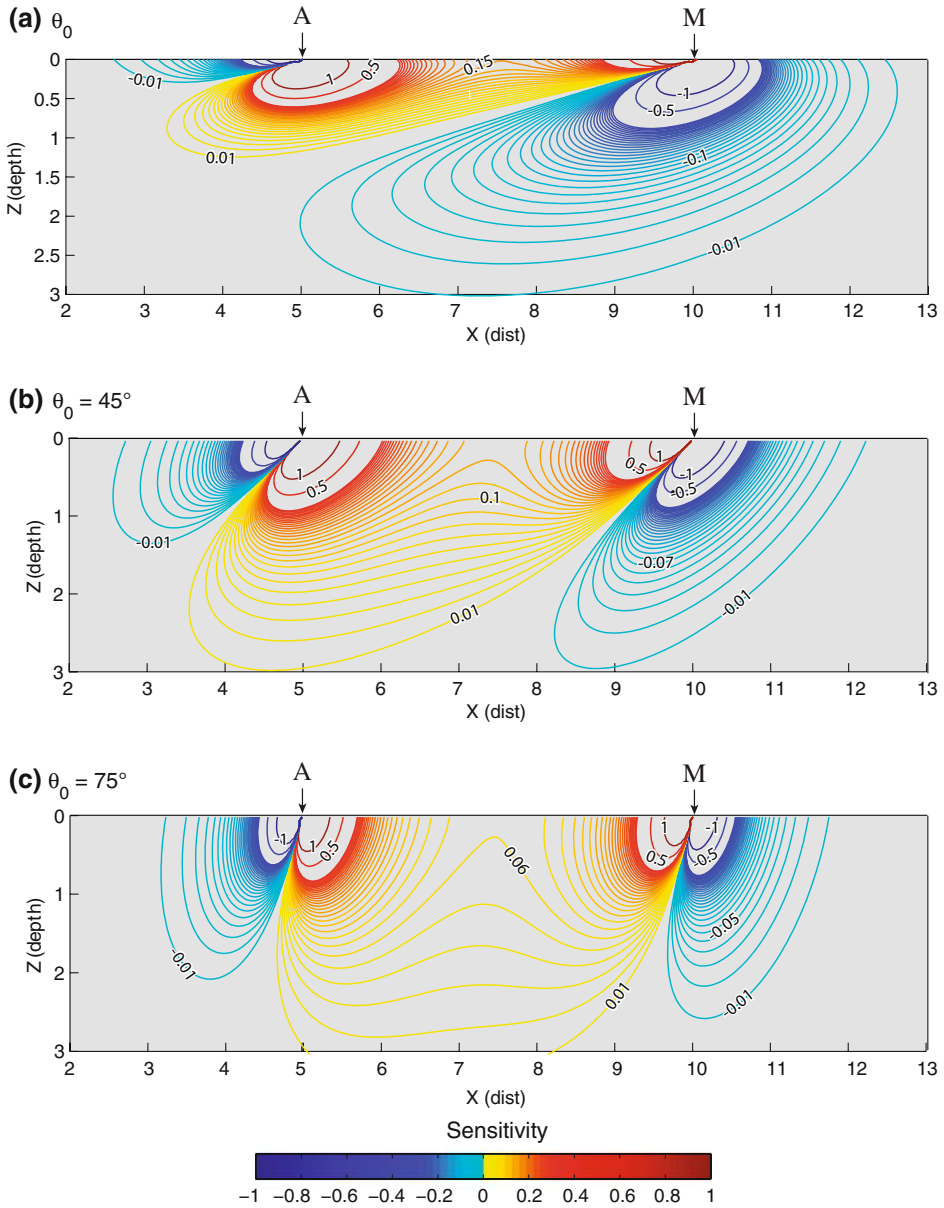 (a) θ0
A M
0
0.5
1
1.5
2
2.5
3
Z (depth)
-0.01
0.01
1
0.5
0.15
-1
-0.5
-0.1
-0.01
2 3 4 5 6 7 8 9 10 11 12 13
X (dist)
(b) θ0 = 45°
A M
0
1
2
3
Z (depth)
-0.01
1
0.5
0.1
0.01
0.5
1
-1
-0.5
-0.07
-0.01
2 3 4 5 6 7 8 9 10 11 12 13
X (dist)
(c) θ0 = 75°
A M
0
1
2
3
Z (depth)
-0.01
-1
1
0.5
0.06
0.01
1
0.5
-1
-0.5
-0.05
-0.01
2 3 4 5 6 7 8 9 10 11 12 13
X (dist)
Sensitivity
−1 −0.8 −0.6 −0.4 −0.2 0 0.2 0.4 0.6 0.8 1